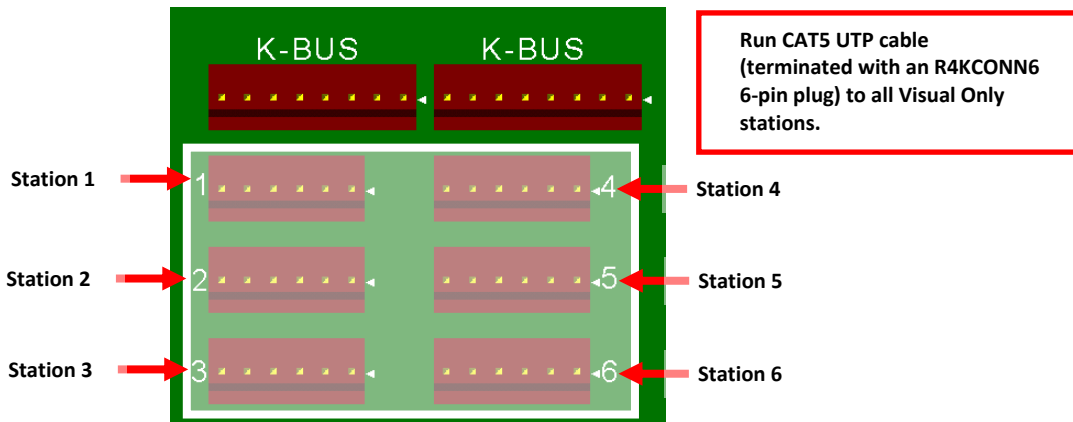 K-BUS K-BUS
Run CAT5 UTP cable
(terminated with an R4KCONN6
6-pin plug) to all Visual Only
stations.
Station 1 1 4 Station 4
Station 2 2 5 Station 5
Station 3 3 6 Station 6